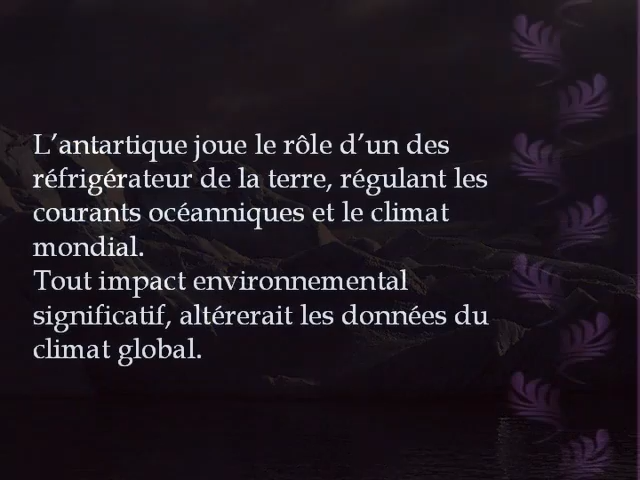 L’antartique joue le rôle d’un des
réfrigérateur de la terre, régulant les
courants océanniques et le climat
mondial.
Tout impact environnemental
significatif, altérerait les données du
climat global.